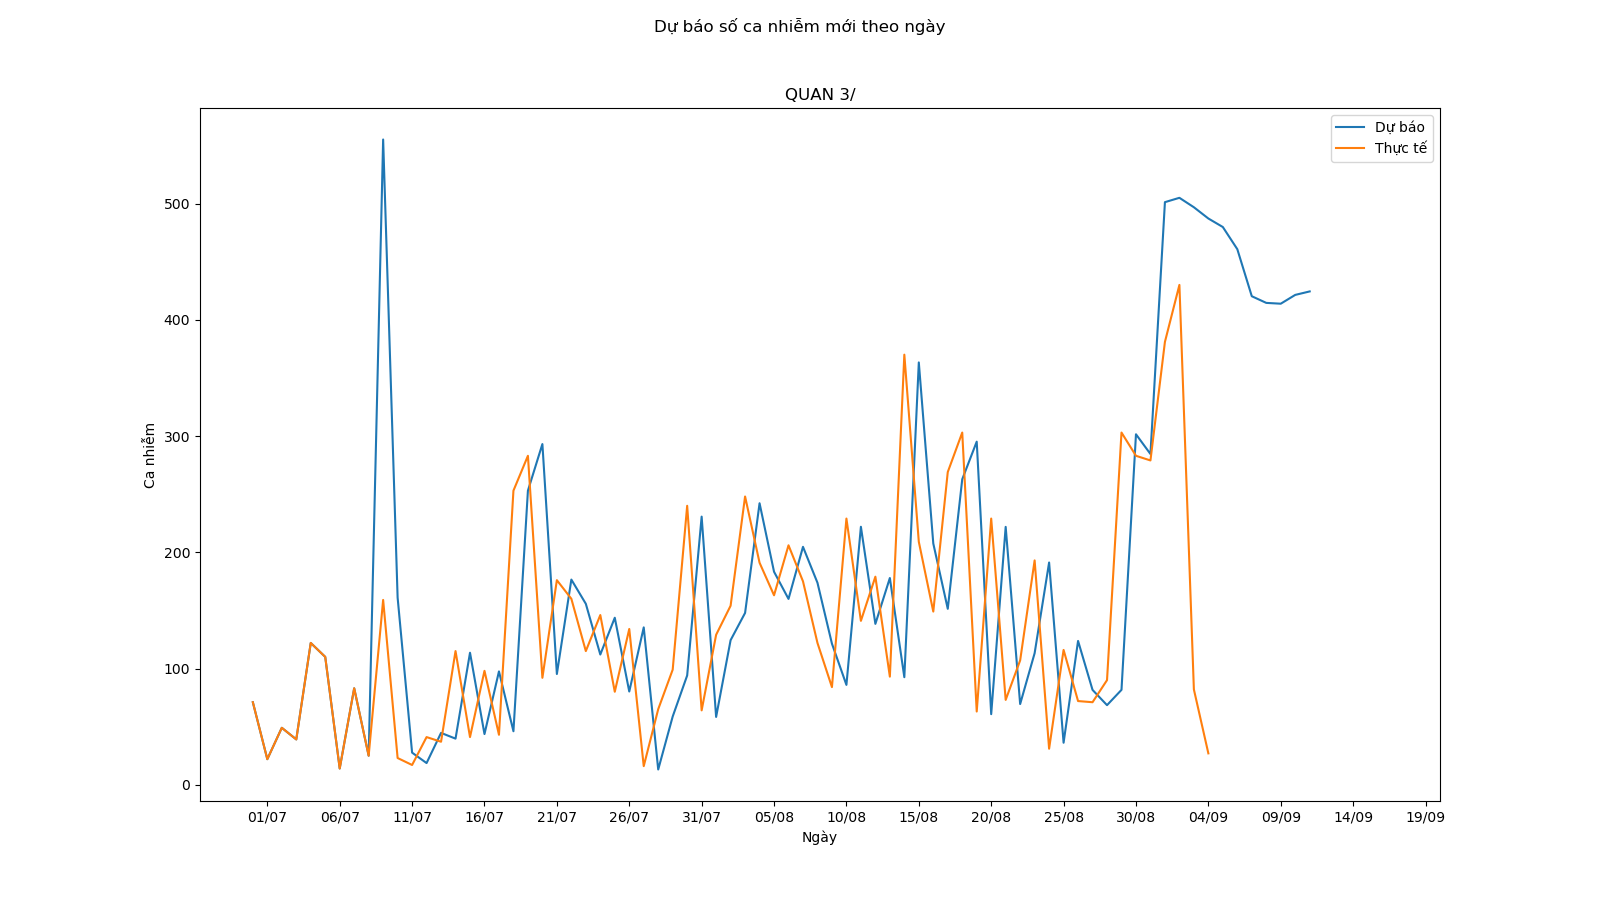 Dự báo số ca nhiễm mới theo ngày
QUAN 3/
Dự báo
Thực tế
500
400
300
200
100
0
Ca nhiễm
01/07 06/07 11/07 16/07 21/07 26/07 31/07 05/08 10/08 15/08 20/08 25/08 30/08 04/09 09/09 14/09 19/09
Ngày